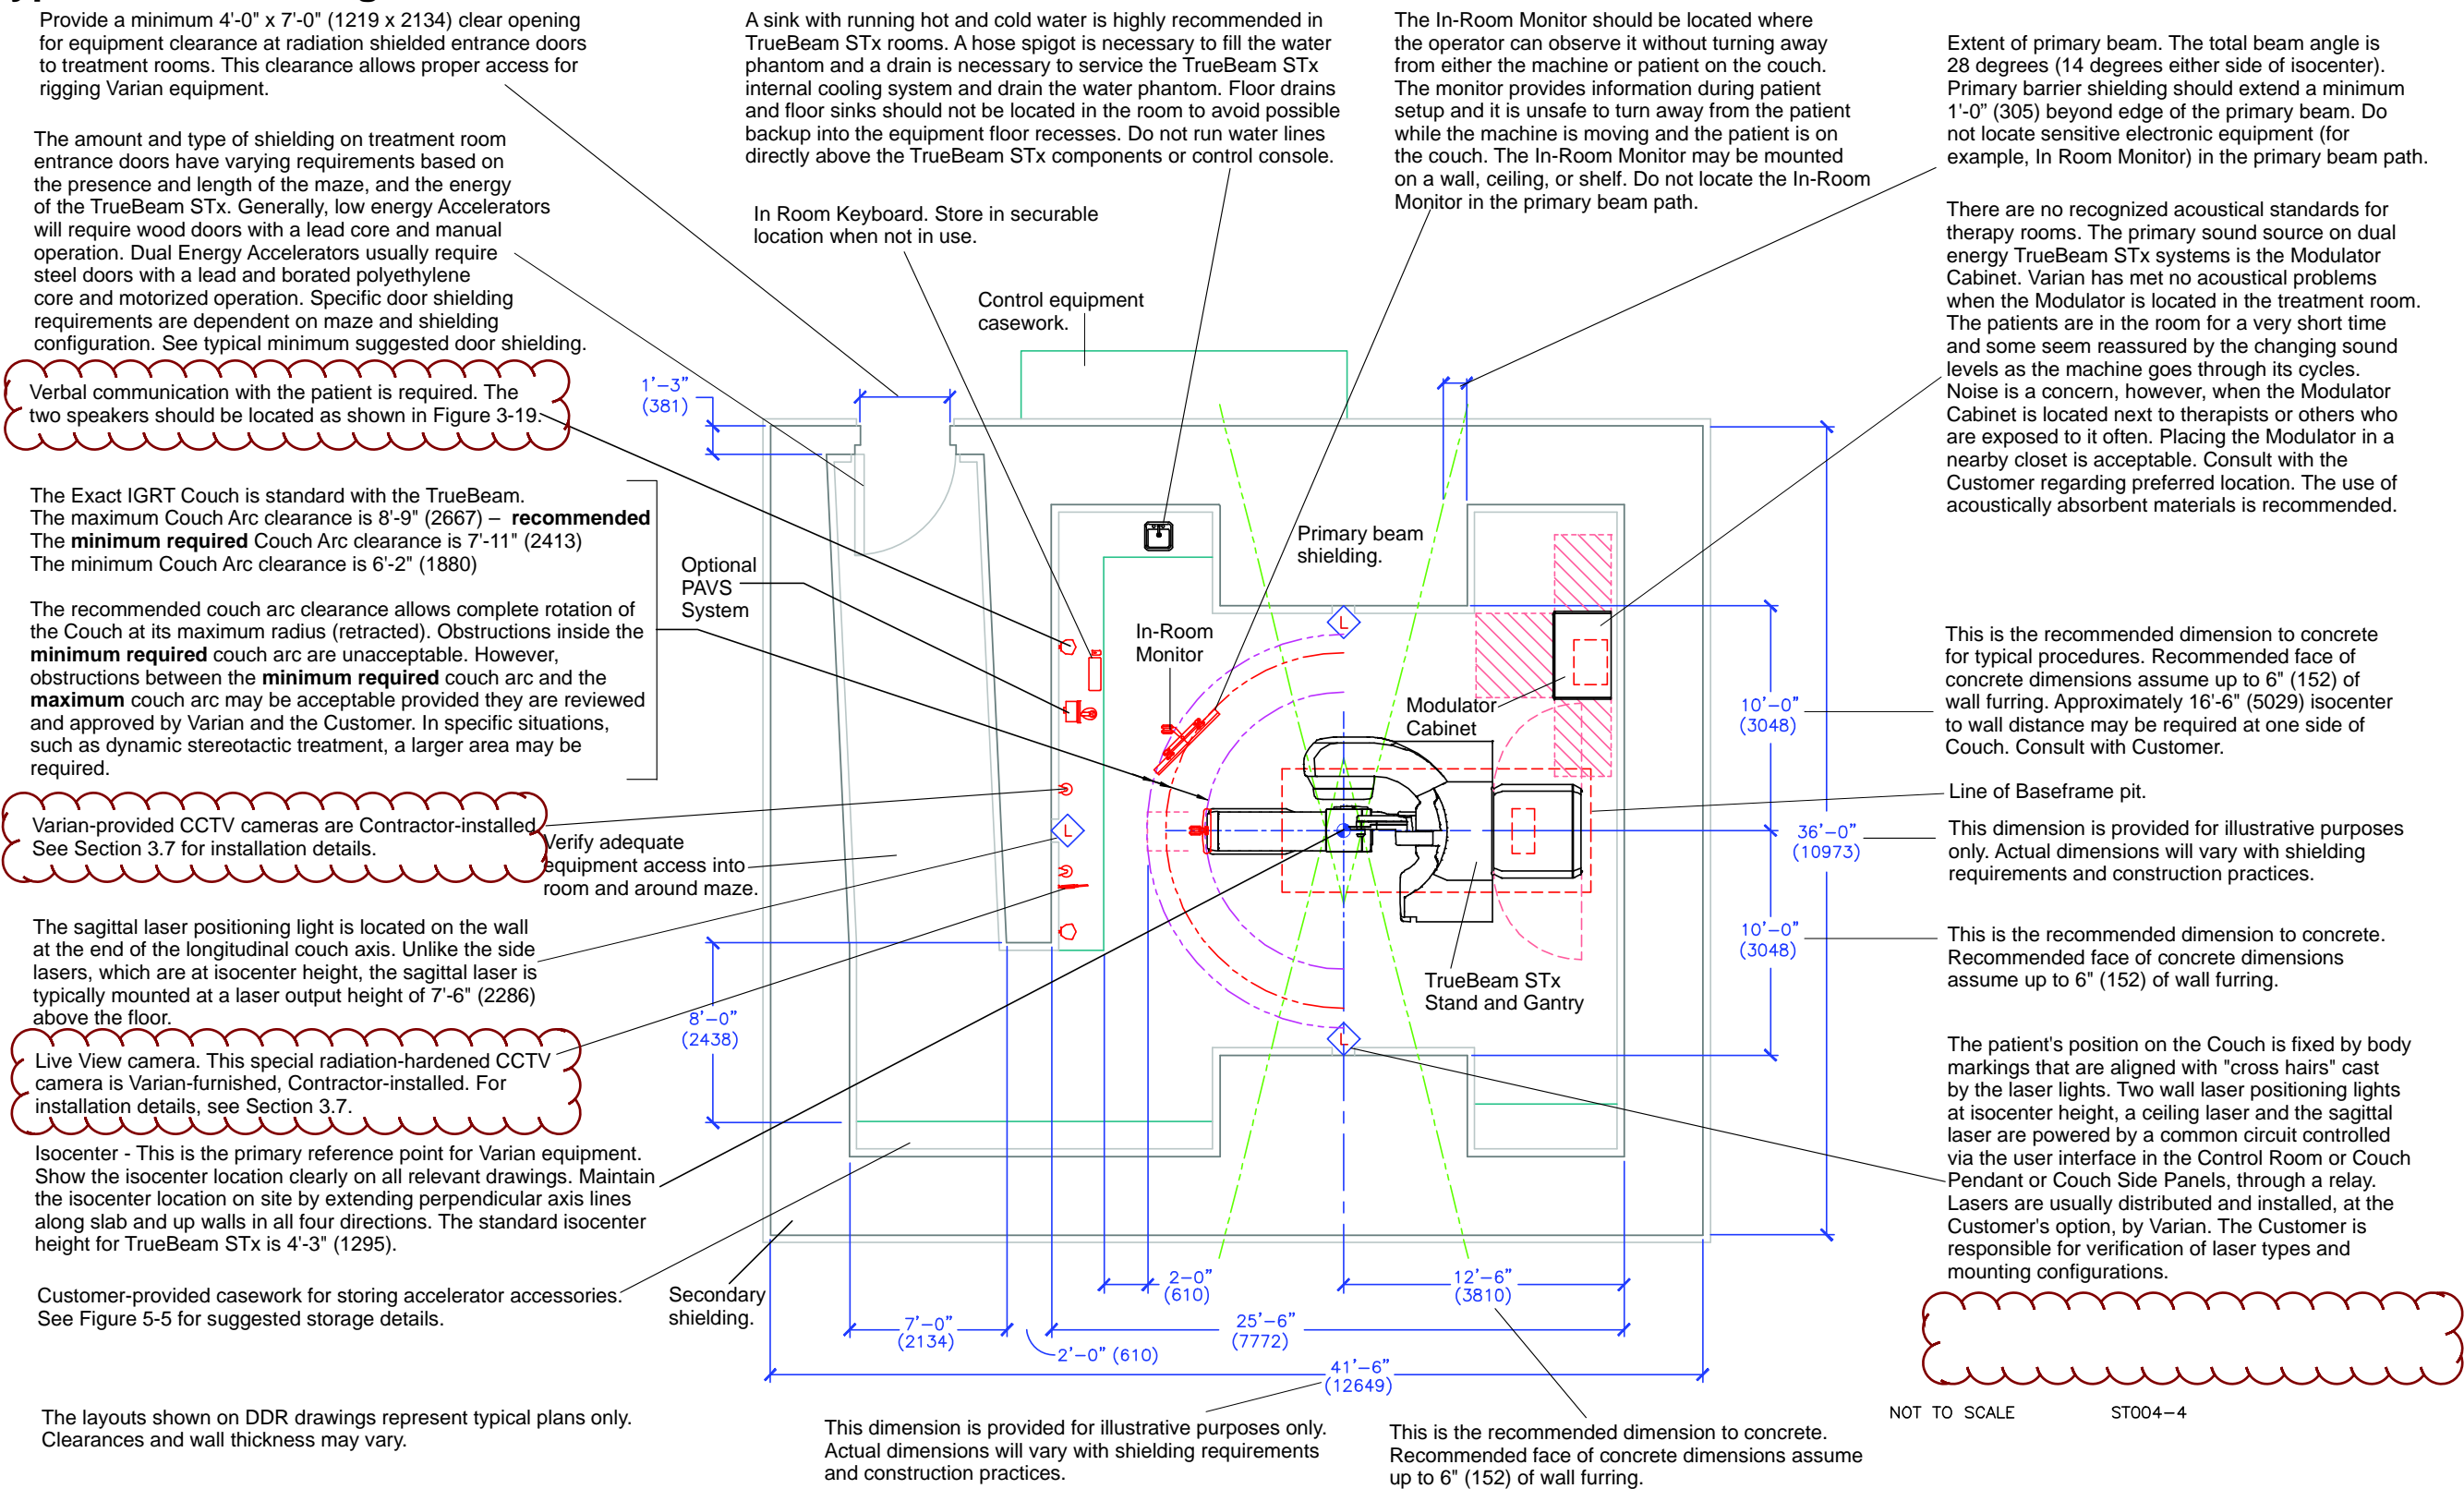 Provide a minimum 4'-0" x 7'-0" (1219 x 2134) clear opening
for equipment clearance at radiation shielded entrance doors
to treatment rooms. This clearance allows proper access for
rigging Varian equipment.
The amount and type of shielding on treatment room
entrance doors have varying requirements based on
the presence and length of the maze, and the energy
of the TrueBeam STx. Generally, low energy Accelerators
will require wood doors with a lead core and manual
operation. Dual Energy Accelerators usually require
steel doors with a lead and borated polyethylene
core and motorized operation. Specific door shielding
requirements are dependent on maze and shielding
configuration. See typical minimum suggested door shielding.
Verbal communication with the patient is required. The
two speakers should be located as shown in Figure 3-19.
The Exact IGRT Couch is standard with the TrueBeam.
The maximum Couch Arc clearance is 8'-9" (2667) – recommended
The minimum required Couch Arc clearance is 7'-11" (2413)
The minimum Couch Arc clearance is 6'-2" (1880)
The recommended couch arc clearance allows complete rotation of
the Couch at its maximum radius (retracted). Obstructions inside the
minimum required couch arc are unacceptable. However,
obstructions between the minimum required couch arc and the
maximum couch arc may be acceptable provided they are reviewed
and approved by Varian and the Customer. In specific situations,
such as dynamic stereotactic treatment, a larger area may be
required.
Varian-provided CCTV cameras are Contractor-installed
See Section 3.7 for installation details.
Verify adequate
equipment access into
room and around maze.
The sagittal laser positioning light is located on the wall
at the end of the longitudinal couch axis. Unlike the side
lasers, which are at isocenter height, the sagittal laser is
typically mounted at a laser output height of 7'-6" (2286)
above the floor.
Live View camera. This special radiation-hardened CCTV
camera is Varian-furnished, Contractor-installed. For
installation details, see Section 3.7.
Isocenter - This is the primary reference point for Varian equipment.
Show the isocenter location clearly on all relevant drawings. Maintain
the isocenter location on site by extending perpendicular axis lines
along slab and up walls in all four directions. The standard isocenter
height for TrueBeam STx is 4'-3" (1295).
Customer-provided casework for storing accelerator accessories.
See Figure 5-5 for suggested storage details.
The layouts shown on DDR drawings represent typical plans only.
Clearances and wall thickness may vary.
A sink with running hot and cold water is highly recommended in
TrueBeam STx rooms. A hose spigot is necessary to fill the water
phantom and a drain is necessary to service the TrueBeam STx
internal cooling system and drain the water phantom. Floor drains
and floor sinks should not be located in the room to avoid possible
backup into the equipment floor recesses. Do not run water lines
directly above the TrueBeam STx components or control console.
In Room Keyboard. Store in securable
location when not in use.
Control equipment
casework.
1'-3"
(381)
Optional
PAVS
System
In-Room
Monitor
Primary beam
shielding.
Modulator
Cabinet
L
L
L
TrueBeam STx
Stand and Gantry
8'-0"
(2438)
10'-0"
(3048)
36'-0"
(10973)
10'-0"
(3048)
Secondary
shielding.
2-0"
(610)
12'-6"
(3810)
7'-0"
(2134)
2'-0" (610)
25'-6"
(7772)
41'-6"
(12649)
This dimension is provided for illustrative purposes only.
Actual dimensions will vary with shielding requirements
and construction practices.
This is the recommended dimension to concrete.
Recommended face of concrete dimensions assume
up to 6" (152) of wall furring.
The In-Room Monitor should be located where
the operator can observe it without turning away
from either the machine or patient on the couch.
The monitor provides information during patient
setup and it is unsafe to turn away from the patient
while the machine is moving and the patient is on
the couch. The In-Room Monitor may be mounted
on a wall, ceiling, or shelf. Do not locate the In-Room
Monitor in the primary beam path.
Extent of primary beam. The total beam angle is
28 degrees (14 degrees either side of isocenter).
Primary barrier shielding should extend a minimum
1'-0" (305) beyond edge of the primary beam. Do
not locate sensitive electronic equipment (for
example, In Room Monitor) in the primary beam path.
There are no recognized acoustical standards for
therapy rooms. The primary sound source on dual
energy TrueBeam STx systems is the Modulator
Cabinet. Varian has met no acoustical problems
when the Modulator is located in the treatment room.
The patients are in the room for a very short time
and some seem reassured by the changing sound
levels as the machine goes through its cycles.
Noise is a concern, however, when the Modulator
Cabinet is located next to therapists or others who
are exposed to it often. Placing the Modulator in a
nearby closet is acceptable. Consult with the
Customer regarding preferred location. The use of
acoustically absorbent materials is recommended.
This is the recommended dimension to concrete
for typical procedures. Recommended face of
concrete dimensions assume up to 6" (152) of
wall furring. Approximately 16'-6" (5029) isocenter
to wall distance may be required at one side of
Couch. Consult with Customer.
Line of Baseframe pit.
This dimension is provided for illustrative purposes
only. Actual dimensions will vary with shielding
requirements and construction practices.
This is the recommended dimension to concrete.
Recommended face of concrete dimensions
assume up to 6" (152) of wall furring.
The patient's position on the Couch is fixed by body
markings that are aligned with "cross hairs" cast
by the laser lights. Two wall laser positioning lights
at isocenter height, a ceiling laser and the sagittal
laser are powered by a common circuit controlled
via the user interface in the Control Room or Couch
Pendant or Couch Side Panels, through a relay.
Lasers are usually distributed and installed, at the
Customer's option, by Varian. The Customer is
responsible for verification of laser types and
mounting configurations.
NOT TO SCALE
ST004-4